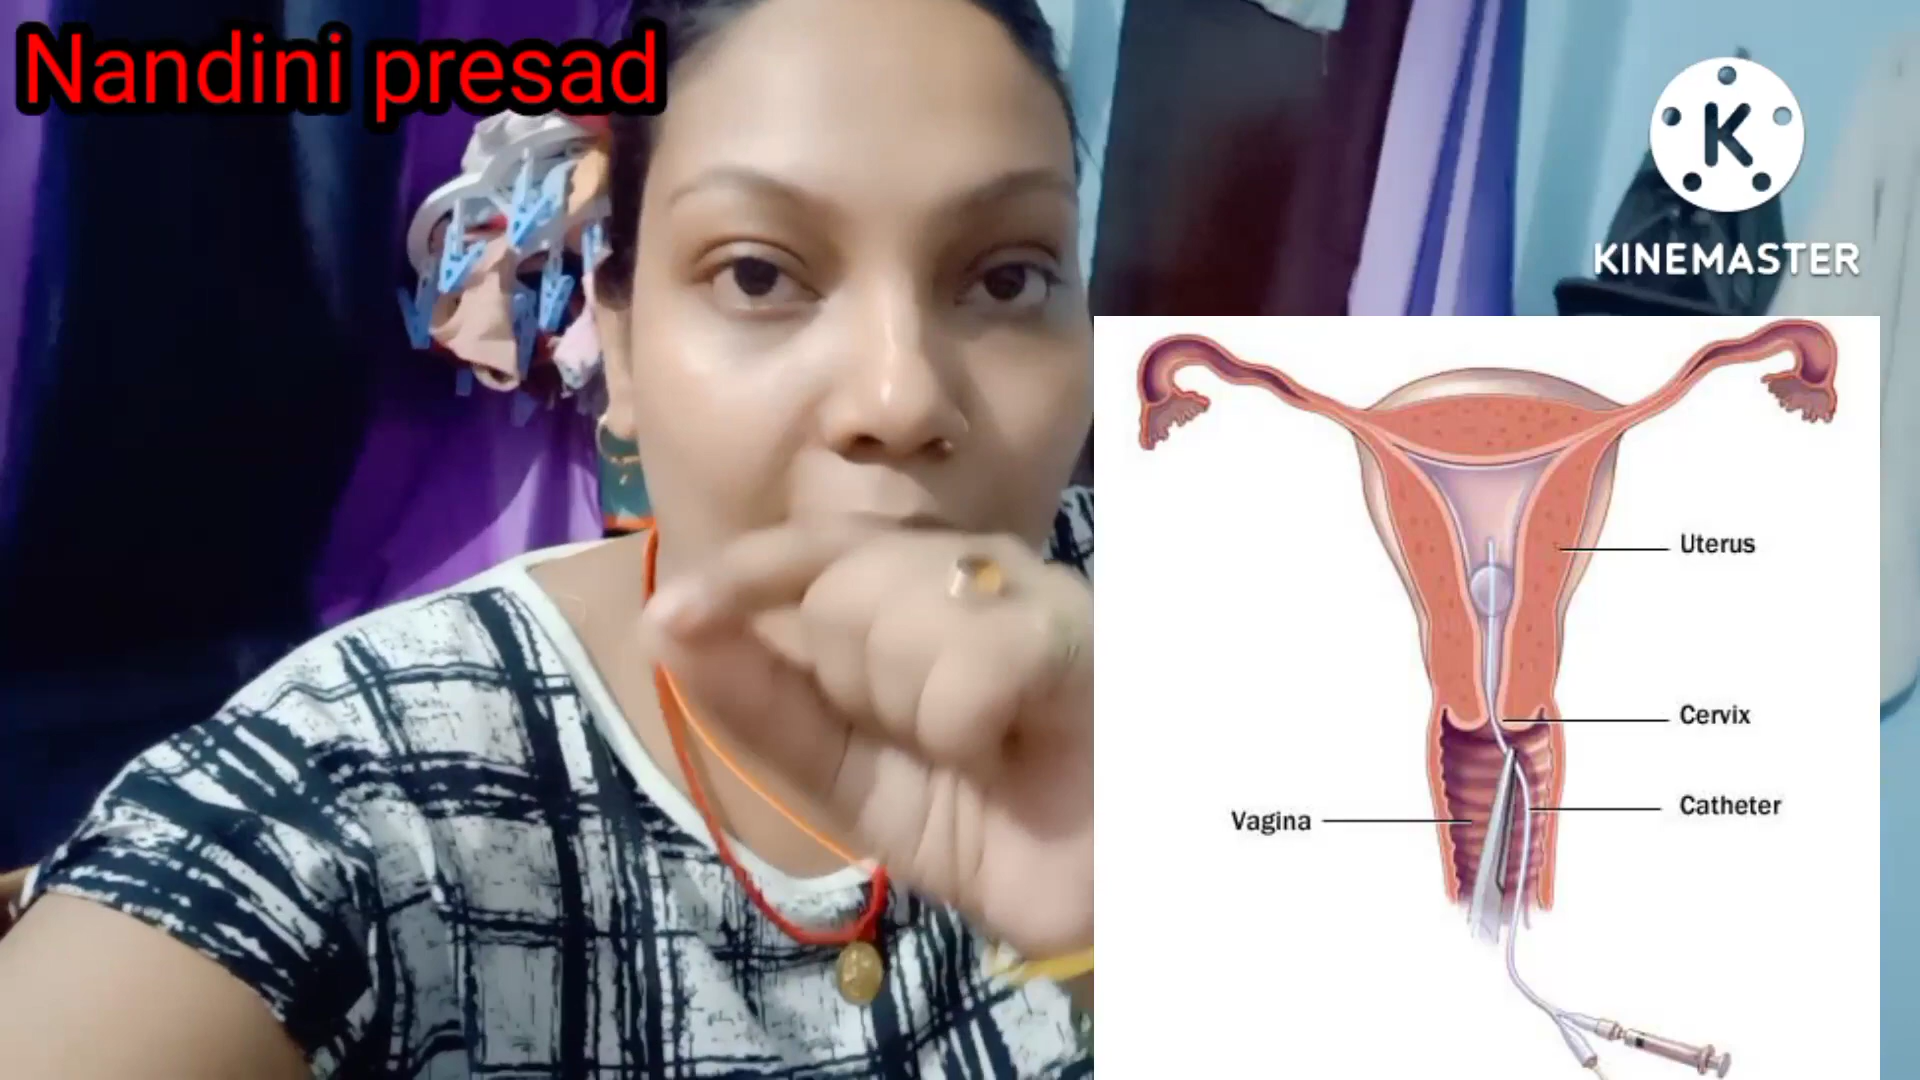 Nandini presad
K
KINEMASTER
Uterus
Cervix
Catheter
Vagina